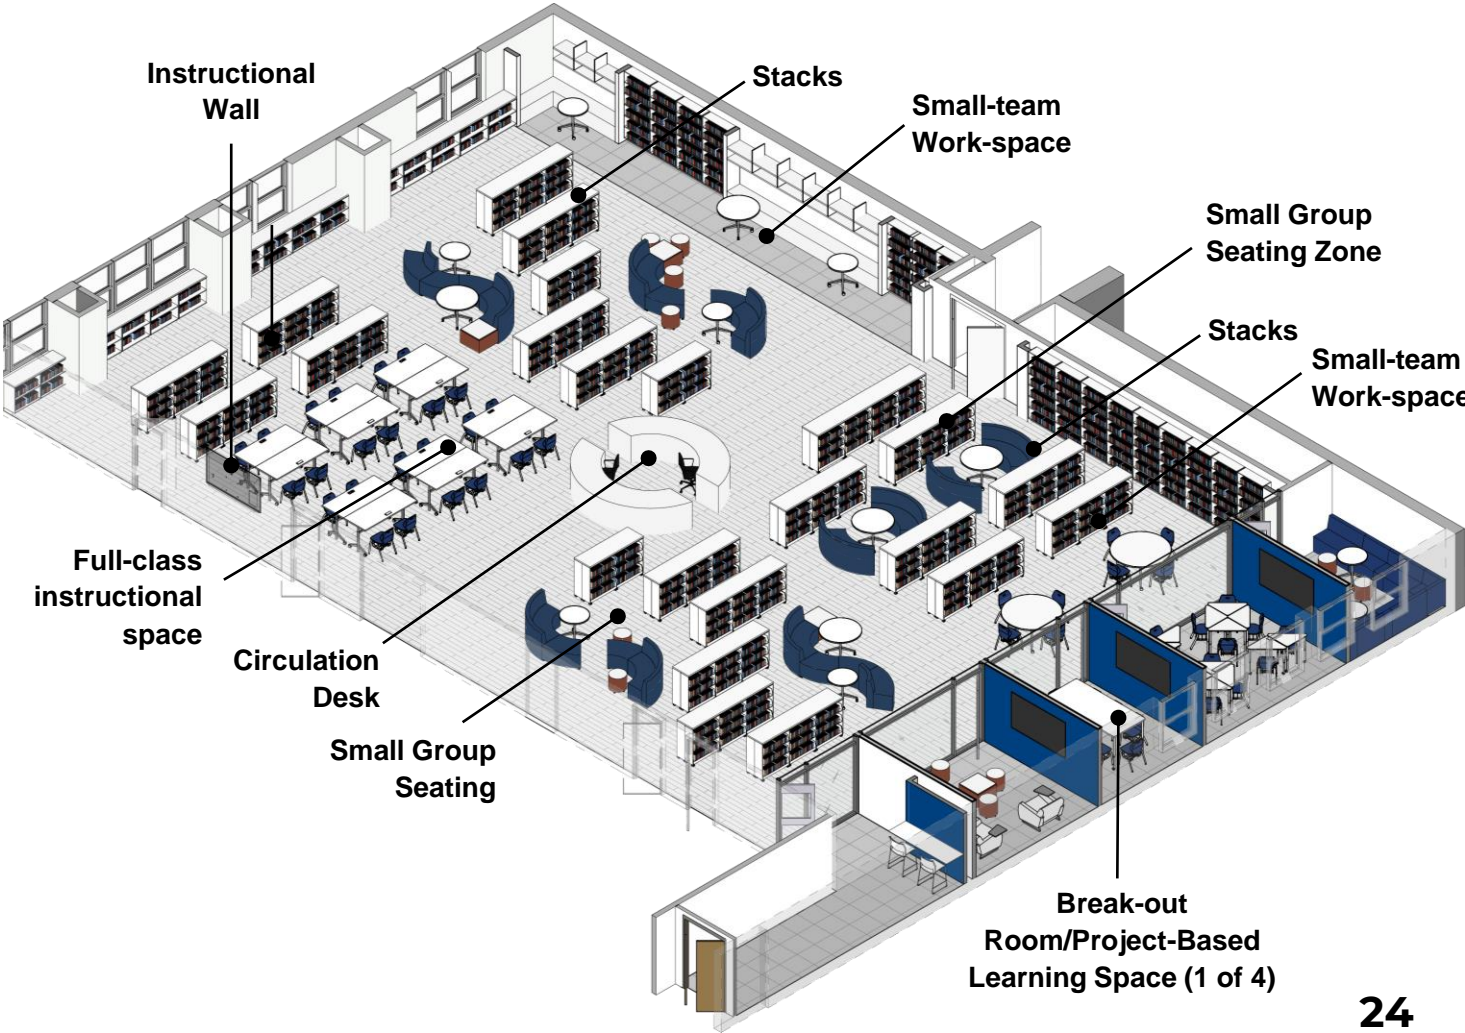 Instructional
Wall
Stacks
Small-team
Work-space
Small Group
Seating Zone
Stacks
Small-team
Work-space
Full-class
instructional
space
Circulation
Desk
Small Group
Seating
Break-out
Room/Project-Based
Learning Space (1 of 4)
24